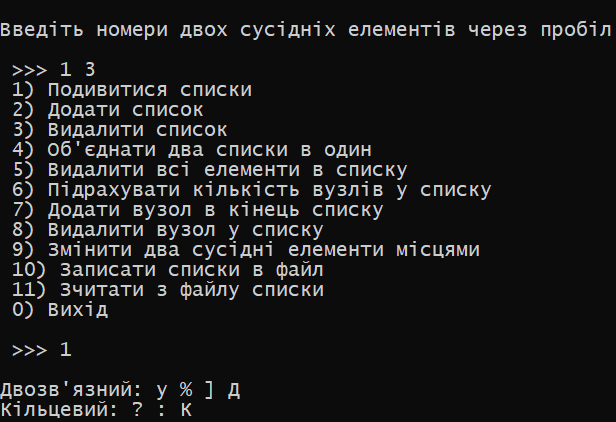 Введіть номери двох сусідніх елементів через пробіл
>>> 1 3
1) Подивитися списки
2) Додати список
3) Видалити список
4) Об'єднати два списки в один
5) Видалити всі елементи в списку
6) Підрахувати кількість вузлів у списку
7) Додати вузол в кінець списку
8) Видалити вузол у списку
9) Змінити два сусідні елементи місцями
10) Записати списки в файл
11) Зчитати з файлу списки
0) Вихід
>>> 1
Двозв'язний: у % ] Д
Кільцевий: ? : К